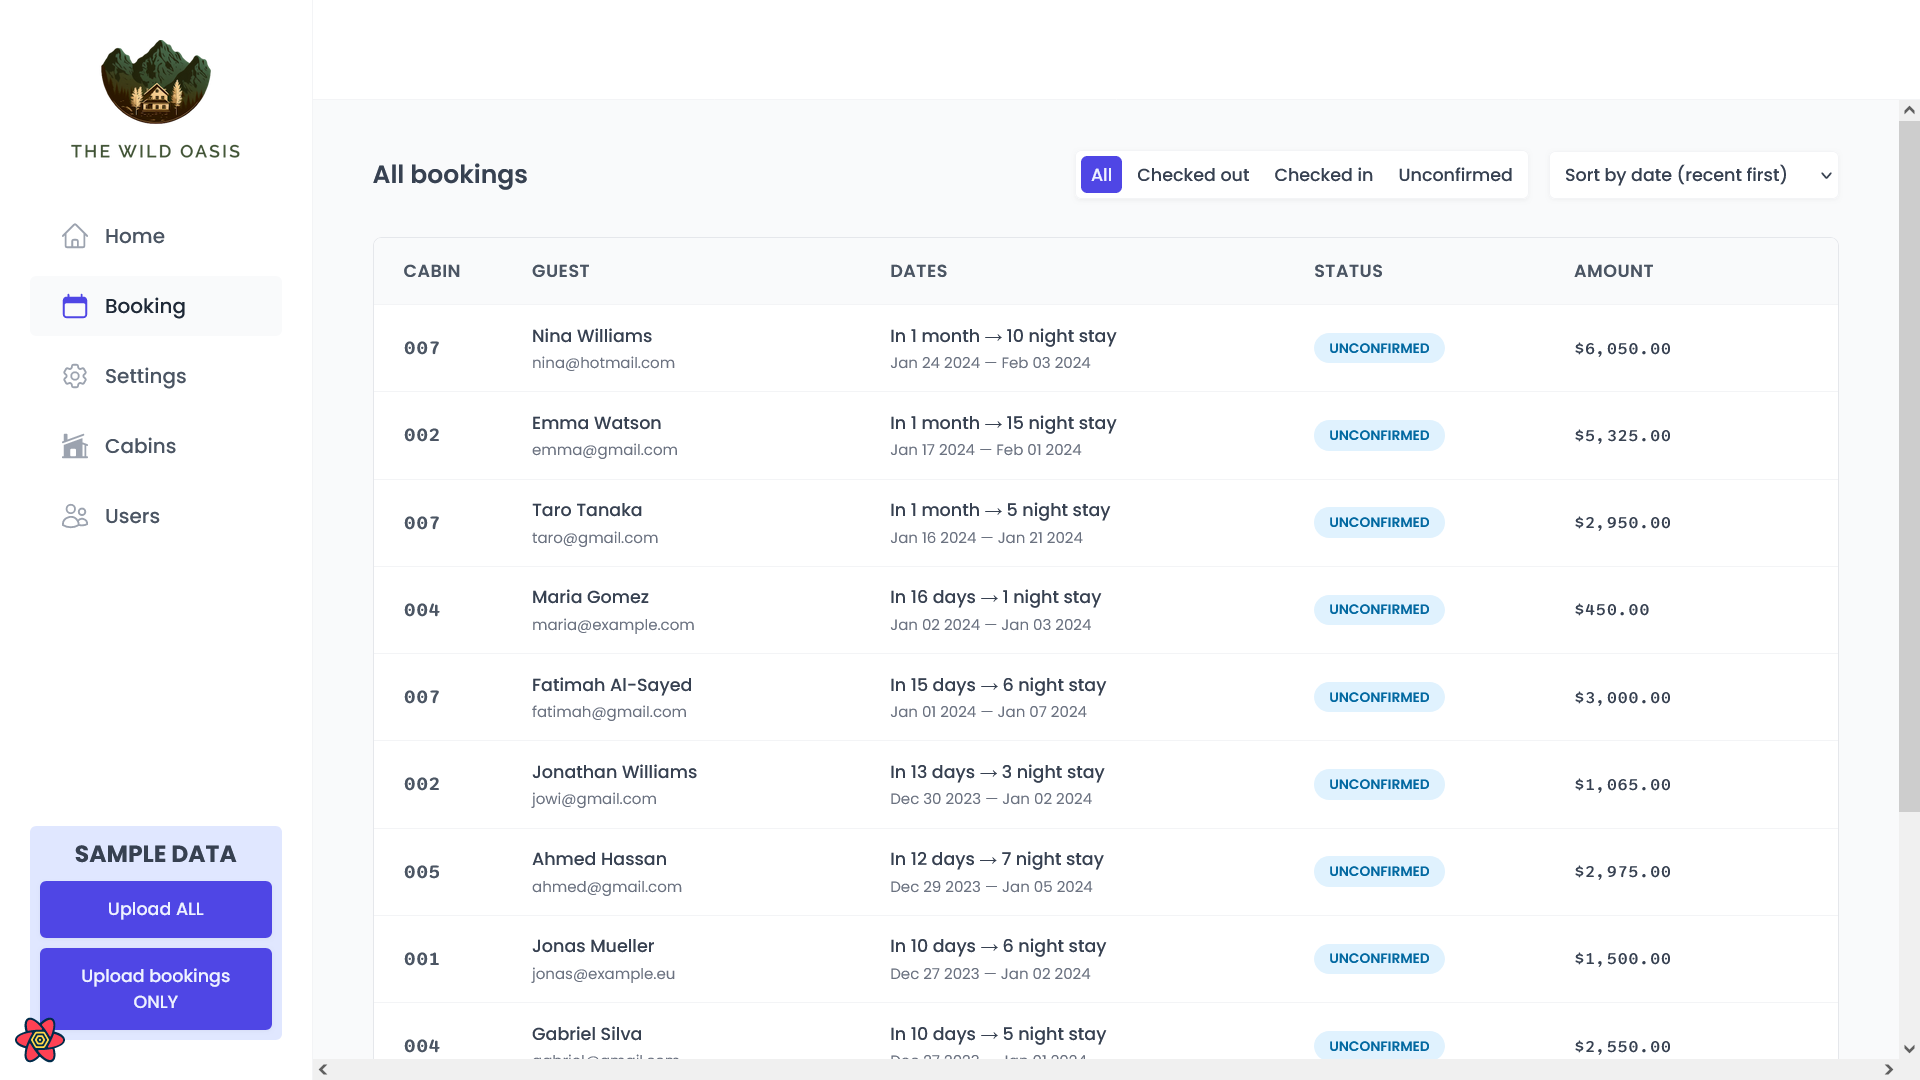 THE WILD OASIS
Home
Booking
Settings
Cabins
Users
SAMPLE DATA
Upload ALL
Upload bookings
ONLY
All bookings
All Checked out Checked in Unconfirmed
Sort by date (recent first)
CABIN GUEST DATES STATUS AMOUNT
007 Nina Williams In 1 month → 10 night stay UNCONFIRMED $6,050.00
nina@hotmail.com Jan 24 2024 — Feb 03 2024
002 Emma Watson In 1 month → 15 night stay UNCONFIRMED $5,325.00
emma@gmail.com Jan 17 2024 — Feb 01 2024
007 Taro Tanaka In 1 month → 5 night stay UNCONFIRMED $2,950.00
taro@gmail.com Jan 16 2024 — Jan 21 2024
004 Maria Gomez In 16 days → 1 night stay UNCONFIRMED $450.00
maria@example.com Jan 02 2024 — Jan 03 2024
007 Fatimah Al-Sayed In 15 days → 6 night stay UNCONFIRMED $3,000.00
fatimah@gmail.com Jan 01 2024 — Jan 07 2024
002 Jonathan Williams In 13 days → 3 night stay UNCONFIRMED $1,065.00
jowi@gmail.com Dec 30 2023 — Jan 02 2024
005 Ahmed Hassan In 12 days → 7 night stay UNCONFIRMED $2,975.00
ahmed@gmail.com Dec 29 2023 — Jan 05 2024
001 Jonas Mueller In 10 days → 6 night stay UNCONFIRMED $1,500.00
jonas@example.eu Dec 27 2023 — Jan 02 2024
004 Gabriel Silva In 10 days → 5 night stay UNCONFIRMED $2,550.00
gabriel@gmail.com Dec 27 2023 — Jan 01 2024